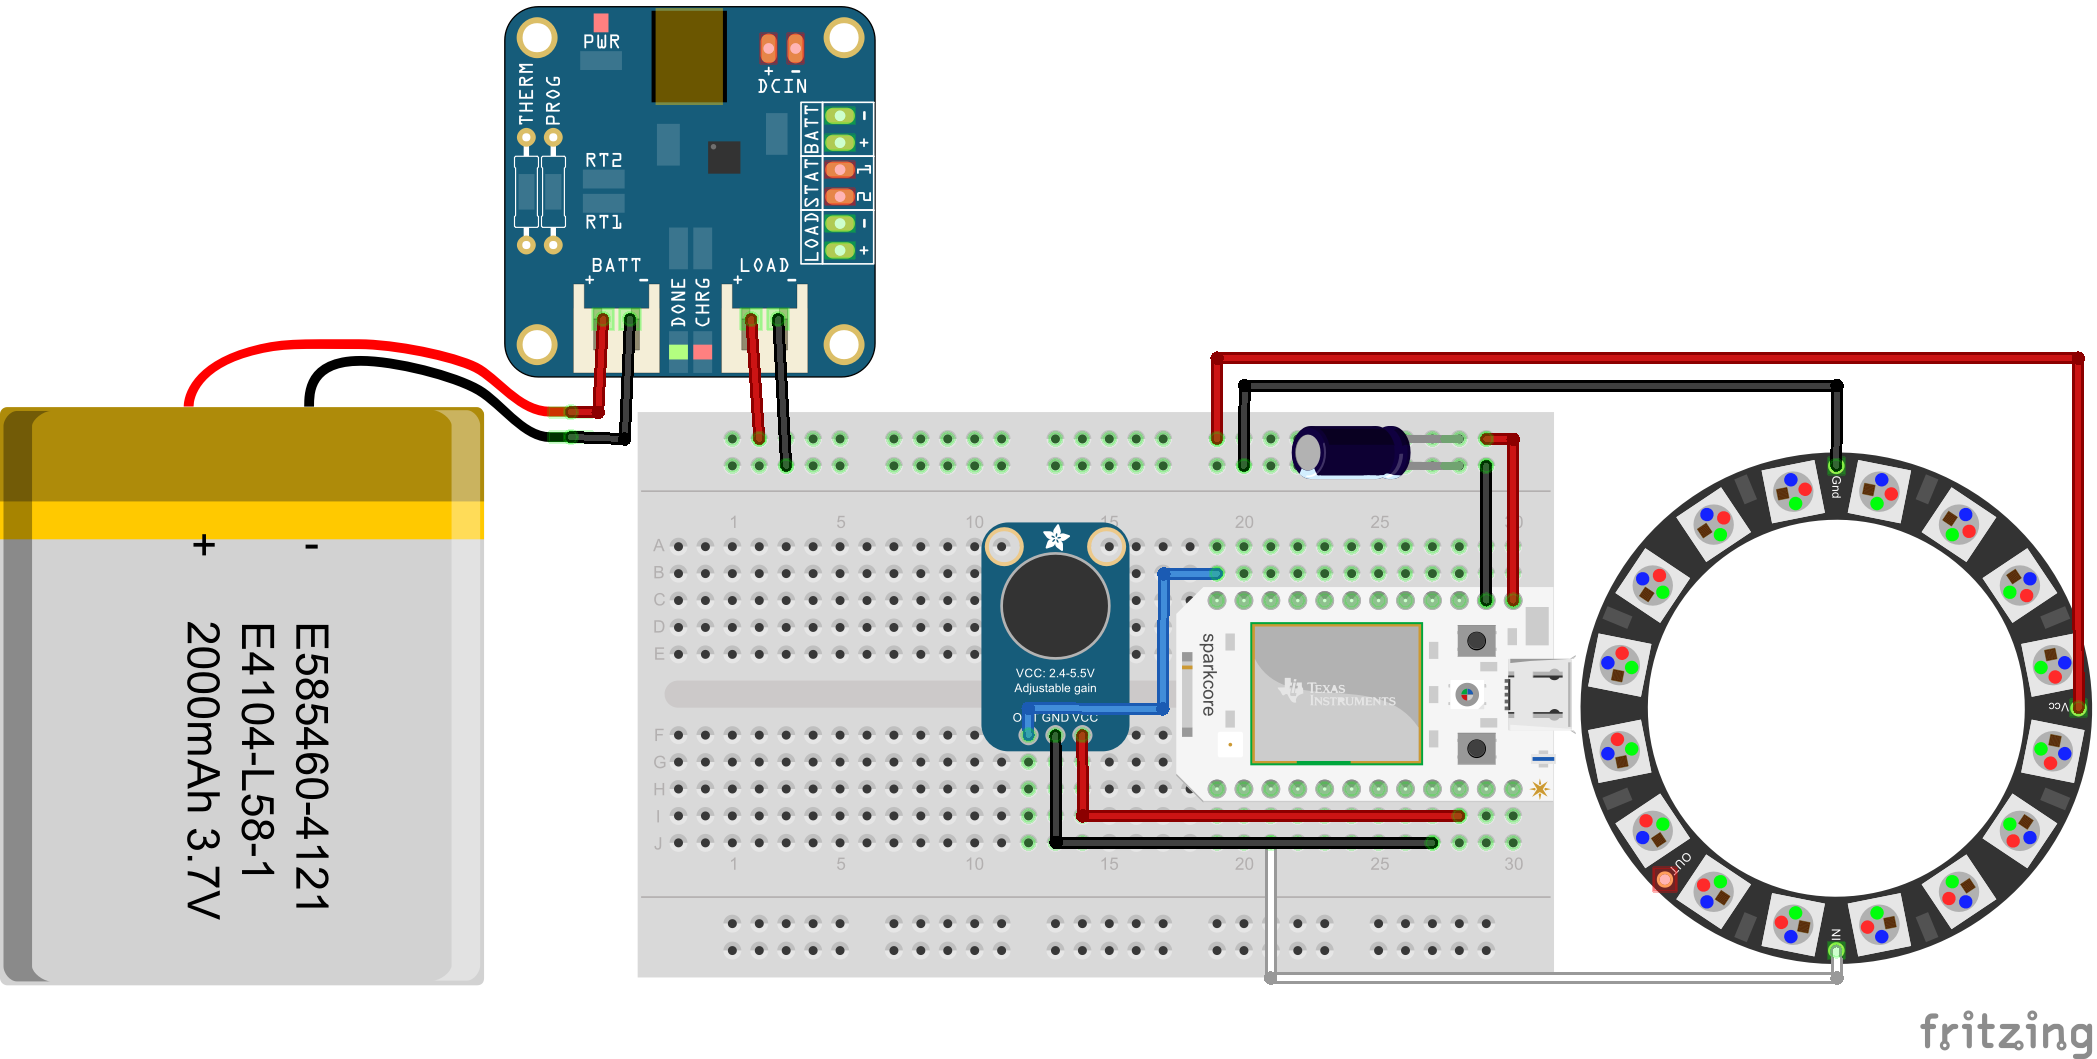 PWR
THERM
PROG
DCIN
+ -
BATT
- +
STAT
1 2
LOAD
- +
RT2
RT1
BATT
+ -
DONE
CHRG
LOAD
+ -
+ -
E585460-4121
E4104-L58-1
2000mAh 3.7V
1 5 10 15 20 25 30
A
B
C
D
E
F
G
H
I
J
1 5 10 15 20 25 30
VCC: 2.4-5.5V
Adjustable gain
OUT GND VCC
sparkcore
TEXAS
INSTRUMENTS
Gnd
Vcc
OUT
IN
fritzing